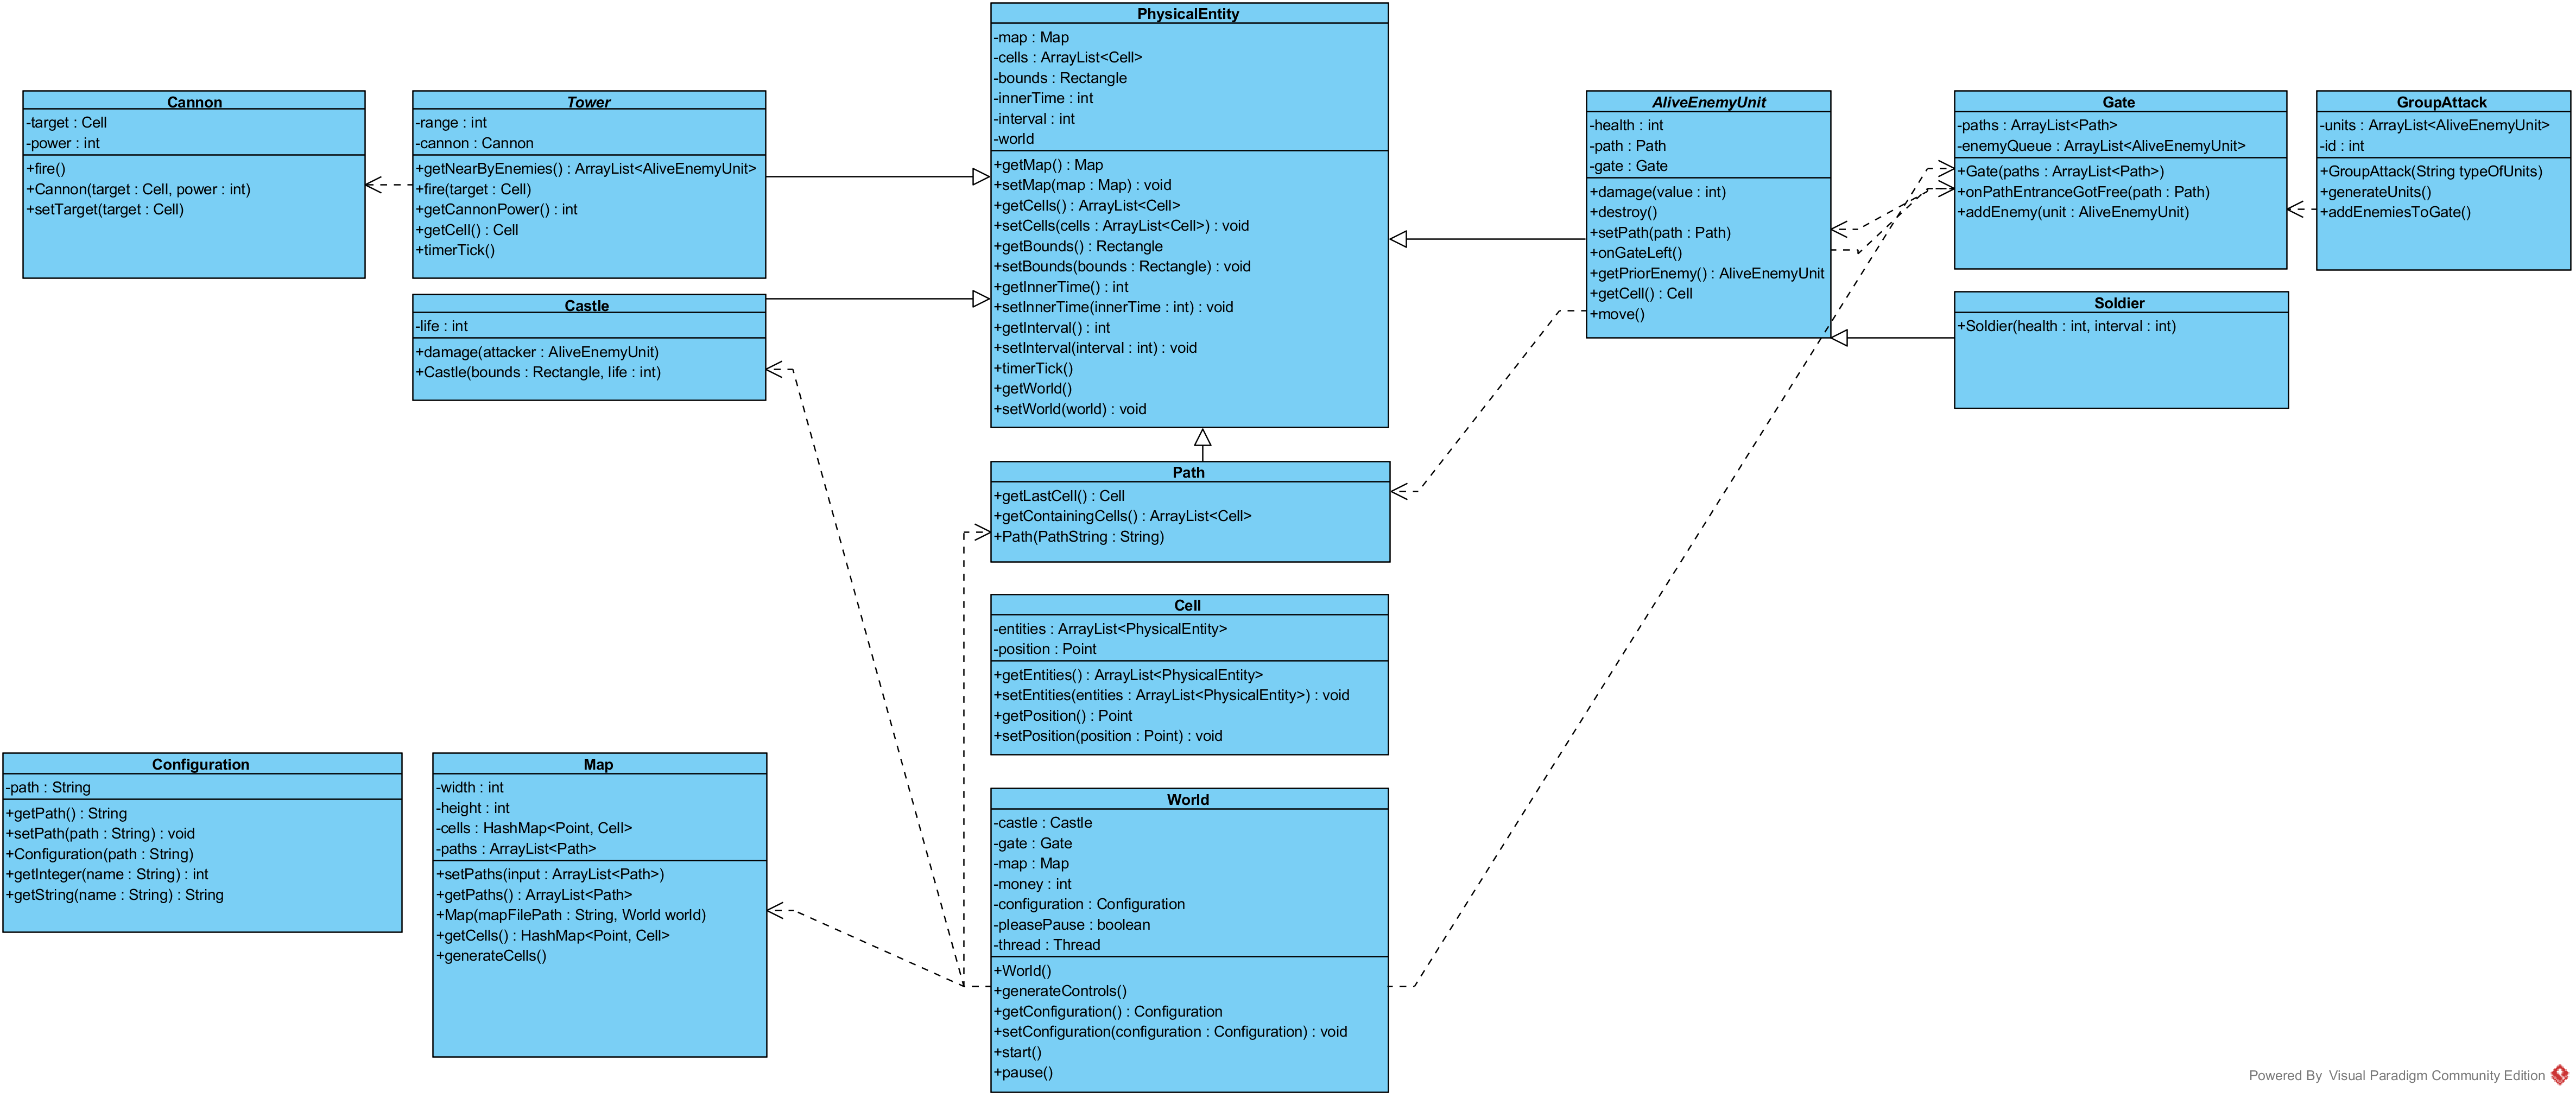 PhysicalEntity
-map : Map
-cells : ArrayList<Cell>
-bounds : Rectangle
-innerTime : int
-interval : int
-world
+getMap() : Map
+setMap(map : Map) : void
+getCells() : ArrayList<Cell>
+setCells(cells : ArrayList<Cell>) : void
+getBounds() : Rectangle
+setBounds(bounds : Rectangle) : void
+getInnerTime() : int
+setInnerTime(innerTime : int) : void
+getInterval() : int
+setInterval(interval : int) : void
+timerTick()
+getWorld()
+setWorld(world) : void
Cannon
-target : Cell
-power : int
+fire()
+Cannon(target : Cell, power : int)
+setTarget(target : Cell)
Tower
-range : int
-cannon : Cannon
+getNearByEnemies() : ArrayList<AliveEnemyUnit>
+fire(target : Cell)
+getCannonPower() : int
+getCell() : Cell
+timerTick()
Castle
-life : int
+damage(attacker : AliveEnemyUnit)
+Castle(bounds : Rectangle, life : int)
AliveEnemyUnit
-health : int
-path : Path
-gate : Gate
+damage(value : int)
+destroy()
+setPath(path : Path)
+onGateLeft()
+getPriorEnemy() : AliveEnemyUnit
+getCell() : Cell
+move()
Gate
-paths : ArrayList<Path>
-enemyQueue : ArrayList<AliveEnemyUnit>
+Gate(paths : ArrayList<Path>)
+onPathEntranceGotFree(path : Path)
+addEnemy(unit : AliveEnemyUnit)
GroupAttack
-units : ArrayList<AliveEnemyUnit>
-id : int
+GroupAttack(String typeOfUnits)
+generateUnits()
+addEnemiesToGate()
Soldier
+Soldier(health : int, interval : int)
Path
+getLastCell() : Cell
+getContainingCells() : ArrayList<Cell>
+Path(PathString : String)
Cell
-entities : ArrayList<PhysicalEntity>
-position : Point
+getEntities() : ArrayList<PhysicalEntity>
+setEntities(entities : ArrayList<PhysicalEntity>) : void
+getPosition() : Point
+setPosition(position : Point) : void
Configuration
-path : String
+getPath() : String
+setPath(path : String) : void
+Configuration(path : String)
+getInteger(name : String) : int
+getString(name : String) : String
Map
-width : int
-height : int
-cells : HashMap<Point, Cell>
-paths : ArrayList<Path>
+setPaths(input : ArrayList<Path>)
+getPaths() : ArrayList<Path>
+Map(mapFilePath : String, World world)
+getCells() : HashMap<Point, Cell>
+generateCells()
World
-castle : Castle
-gate : Gate
-map : Map
-money : int
-configuration : Configuration
-pleasePause : boolean
-thread : Thread
+World()
+generateControls()
+getConfiguration() : Configuration
+setConfiguration(configuration : Configuration) : void
+start()
+pause()
Powered By Visual Paradigm Community Edition